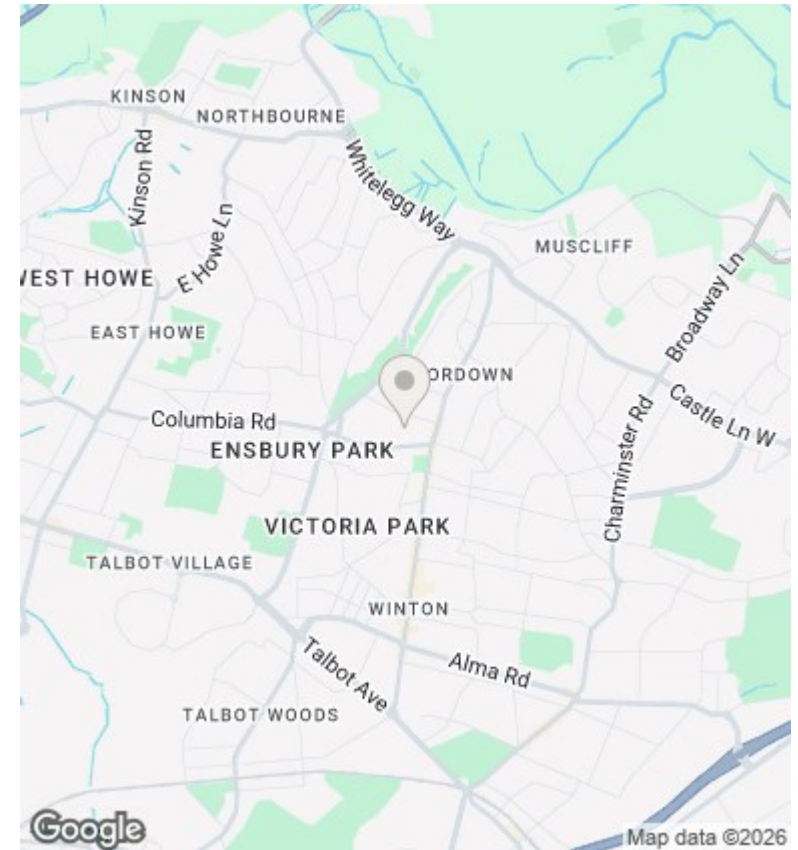 KINSON
NORTHBOURNE
Kinson Rd
Whitelegg Way
E Howe Ln
MUSCLIFF
Broadway Ln
WEST HOWE
EAST HOWE
ORDOWN
Castle Ln W
Columbia Rd
Charminster Rd
ENSBURY PARK
VICTORIA PARK
TALBOT VILLAGE
WINTON
Talbot Ave
Alma Rd
TALBOT WOODS
Google
Map data ©2026